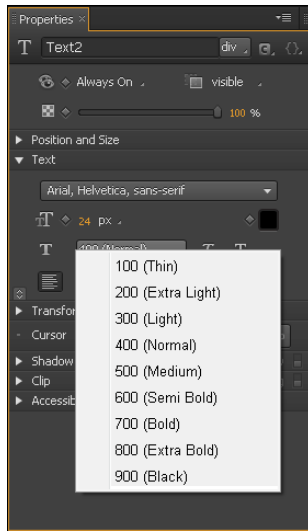 Properties ×
T Text2 div
Always On visible
100 %
Position and Size
Text
Arial, Helvetica, sans-serif
T 24 px
T 400 (Normal) T T
100 (Thin)
200 (Extra Light)
300 (Light)
400 (Normal)
500 (Medium)
600 (Semi Bold)
700 (Bold)
800 (Extra Bold)
900 (Black)
Transfor
Cursor
Shadow
Clip
Accessib